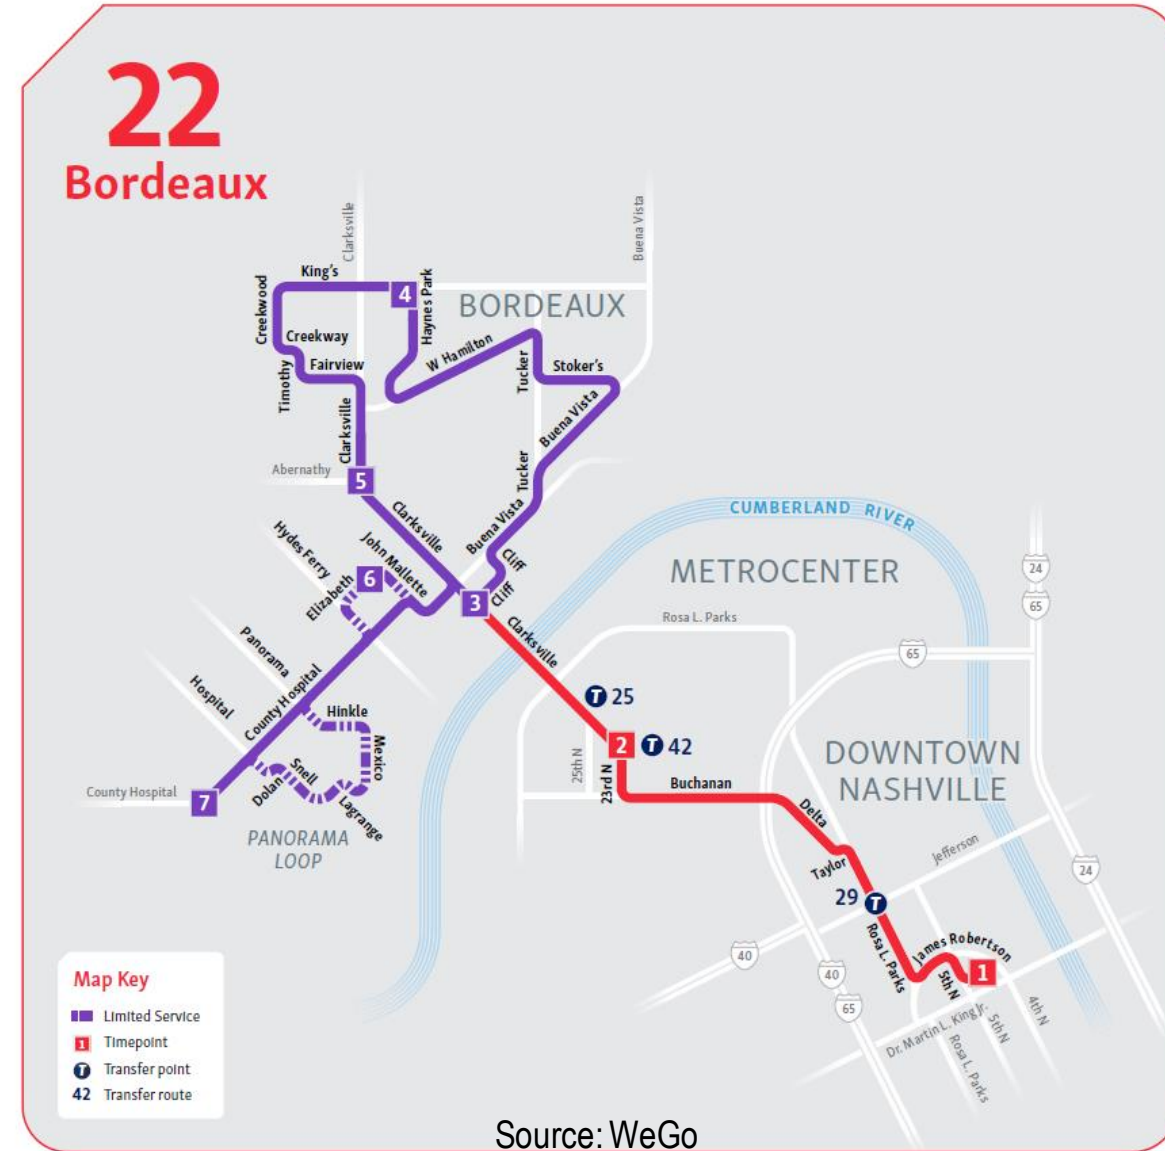 22
Bordeaux
Clarksville
Buena Vista
King's
4
Haynes Park
BORDEAUX
Creekwood
Creekway
W Hamilton
Timothy
Fairview
Tucker
Stoker's
Clarksville
Buena Vista
Abernathy
5
Tucker
Clarksville
Buena Vista
CUMBERLAND RIVER
Hydes Ferry
John Mallette
Cliff
METROCENTER
24
6
Elizabeth
3
Cliff
65
Clarksville
Rosa L. Parks
Panorama
65
Hospital
County Hospital
T 25
Hinkle
2
T 42
Mexico
25th N
23rd N
Buchanan
DOWNTOWN
NASHVILLE
Snell
Dolan
Lagrange
County Hospital
7
Delta
PANORAMA
LOOP
Taylor
Jefferson
24
29 T
Rosa L. Parks
James Robertson
40
40
5th N
1
65
Dr. Martin L. King Jr.
5th N
4th N
Rosa L. Parks
Map Key
Limited Service
1 Timepoint
T Transfer point
42 Transfer route
Source: WeGo